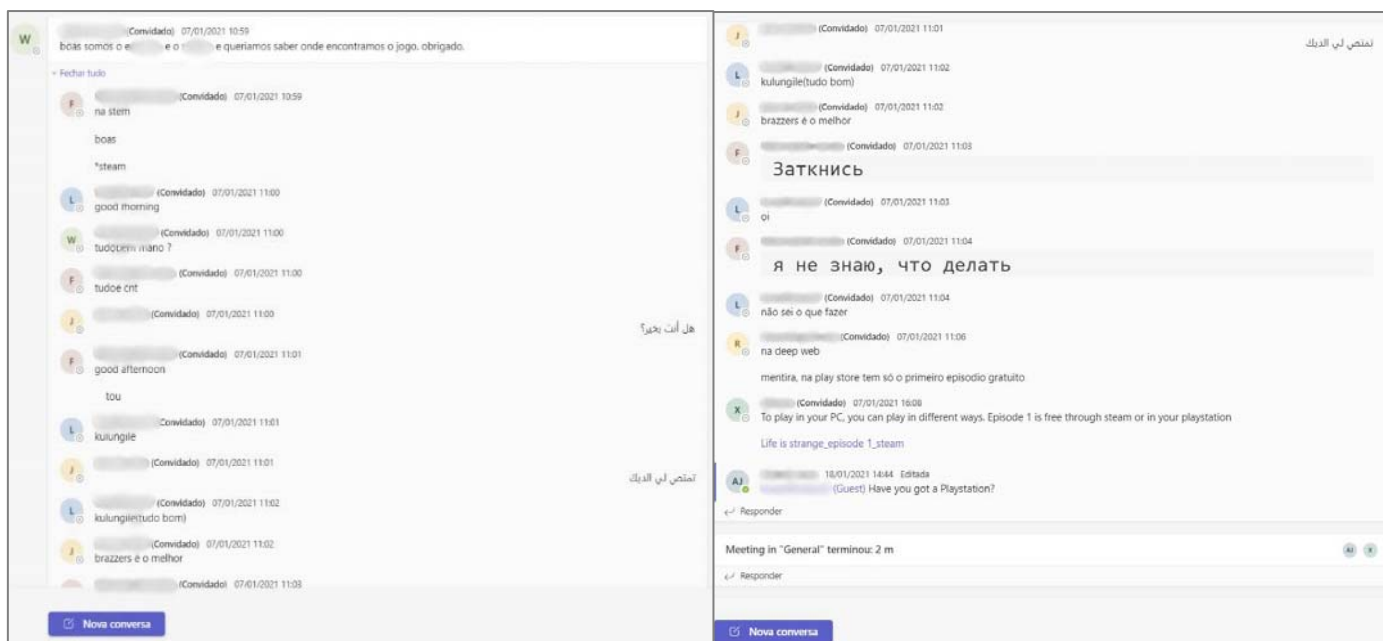 W
(Convidado) 07/01/2021 10:59
boas somos o e e o e queriamos saber onde encontramos o jogo. obrigado.
Fechar tudo
F
(Convidado) 07/01/2021 10:59
na stem
boas
*steam
L
(Convidado) 07/01/2021 11:00
good morning
W
(Convidado) 07/01/2021 11:00
tudobem mano ?
F
(Convidado) 07/01/2021 11:00
tudoe cnt
J
(Convidado) 07/01/2021 11:00
هل أنت بخير؟
F
(Convidado) 07/01/2021 11:01
good afternoon
tou
L
Convidado) 07/01/2021 11:01
kulungile
J
(Convidado) 07/01/2021 11:01
تمتص لي الديك
L
(Convidado) 07/01/2021 11:02
kulungile(tudo bom)
J
(Convidado) 07/01/2021 11:02
brazzers é o melhor
(Convidado) 07/01/2021 11:03
Nova conversa
J
(Convidado) 07/01/2021 11:01
تمتص لي الديك
L
(Convidado) 07/01/2021 11:02
kulungile(tudo bom)
J
(Convidado) 07/01/2021 11:02
brazzers é o melhor
F
(Convidado) 07/01/2021 11:03
Заткнись
L
(Convidado) 07/01/2021 11:03
oi
F
(Convidado) 07/01/2021 11:04
я не знаю, что делать
L
(Convidado) 07/01/2021 11:04
não sei o que fazer
R
(Convidado) 07/01/2021 11:06
na deep web
mentira, na play store tem só o primeiro episodio gratuito
X
(Convidado) 07/01/2021 16:08
To play in your PC, you can play in different ways. Episode 1 is free through steam or in your playstation
Life is strange_episode 1_steam
AJ
18/01/2021 14:44 Editada
(Guest) Have you got a Playstation?
Responder
Meeting in "General" terminou: 2 m
AJ X
Responder
Nova conversa